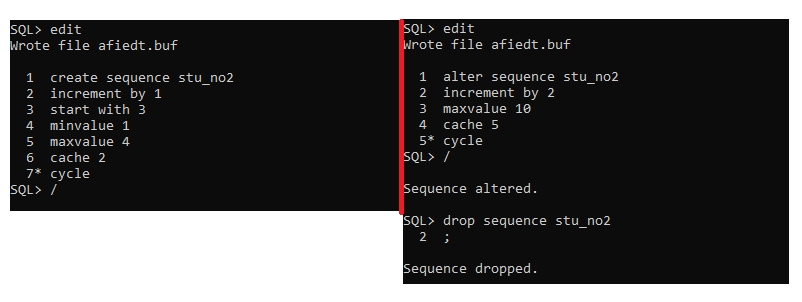 SQL> edit
Wrote file afiedt.buf
1 create sequence stu_no2
2 increment by 1
3 start with 3
4 minvalue 1
5 maxvalue 4
6 cache 2
7* cycle
SQL> /
SQL> edit
Wrote file afiedt.buf
1 alter sequence stu_no2
2 increment by 2
3 maxvalue 10
4 cache 5
5* cycle
SQL> /
Sequence altered.
SQL> drop sequence stu_no2
2 ;
Sequence dropped.